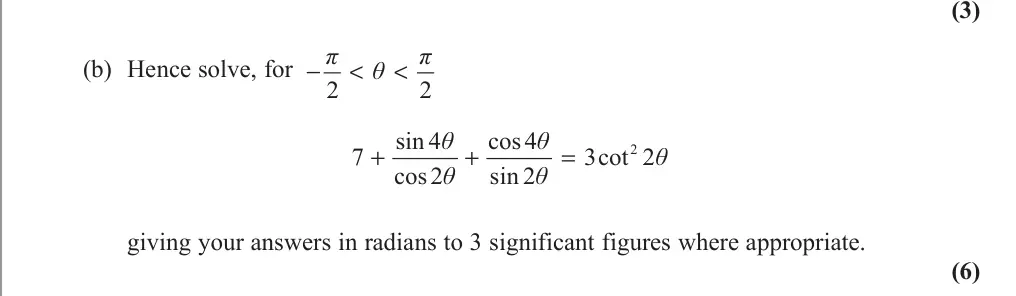 (3)
(b) Hence solve, for −π/2 < θ < π/2
7 + sin 4θ/cos 2θ + cos 4θ/sin 2θ = 3cot² 2θ
giving your answers in radians to 3 significant figures where appropriate.
(6)